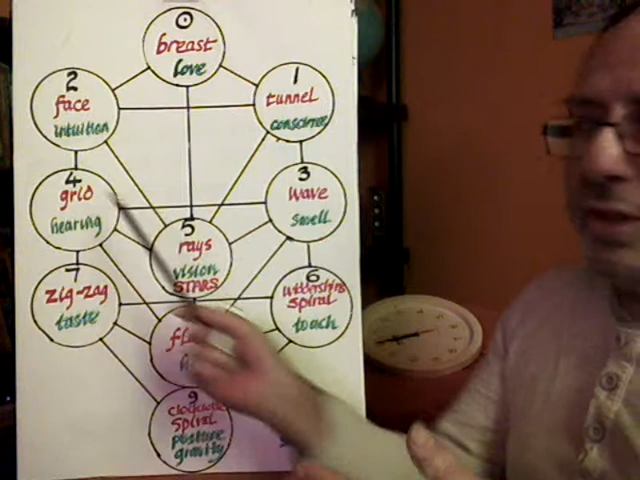 0
breast
love
2
face
intuition
1
tunnel
conscience
4
grid
hearing
3
wave
smell
5
rays
vision
STARS
7
zig-zag
taste
6
widdershins
spiral
touch
9
clockwise
spiral
posture
gravity